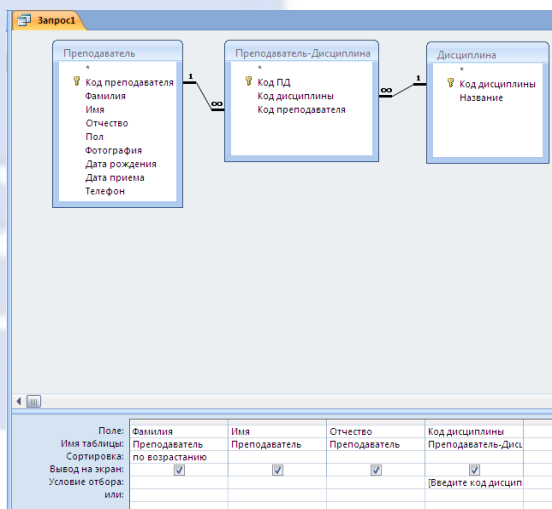 Запрос1
Преподаватель
*
Код преподавателя
Фамилия
Имя
Отчество
Пол
Фотография
Дата рождения
Дата приема
Телефон
1
∞
Преподаватель-Дисциплина
*
Код ПД
Код дисциплины
Код преподавателя
∞
1
Дисциплина
*
Код дисциплины
Название
Поле: Фамилия Имя Отчество Код дисциплины
Имя таблицы: Преподаватель Преподаватель Преподаватель Преподаватель-Дисц
Сортировка: по возрастанию
Вывод на экран:
Условие отбора: [Введите код дисцип
или: